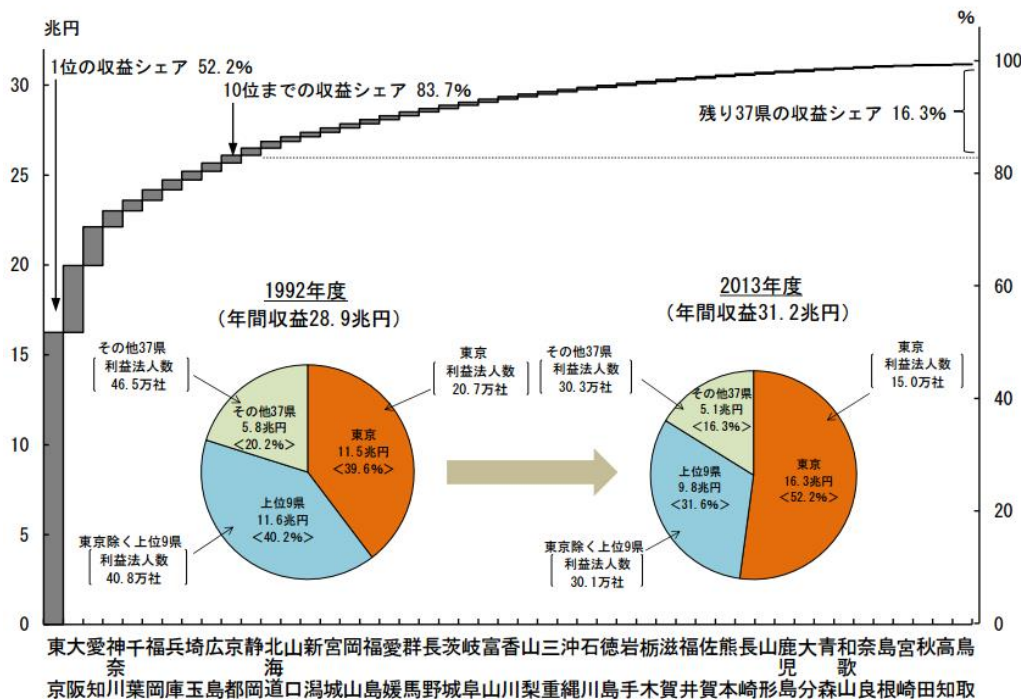 兆円
%
1位の収益シェア 52.2%
10位までの収益シェア 83.7%
残り37県の収益シェア 16.3%
30
25
20
15
10
5
0
100
80
60
40
20
0
1992年度
(年間収益28.9兆円)
その他37県
利益法人数
46.5万社
東京
利益法人数
20.7万社
その他37県
5.8兆円
<20.2%>
東京
11.5兆円
<39.6%>
上位9県
11.6兆円
<40.2%>
東京除く上位9県
利益法人数
40.8万社
2013年度
(年間収益31.2兆円)
その他37県
利益法人数
30.3万社
東京
利益法人数
15.0万社
その他37県
5.1兆円
<16.3%>
東京
16.3兆円
<52.2%>
上位9県
9.8兆円
<31.6%>
東京除く上位9県
利益法人数
30.1万社
東京
大阪
愛知
神奈川
千葉
福岡
兵庫
埼玉
広島
京都
静岡
北海道
山口
新潟
宮城
岡山
福島
愛媛
群馬
長野
茨城
岐阜
富山
香川
山梨
三重
沖縄
石川
徳島
岩手
栃木
滋賀
福井
佐賀
熊本
長崎
山形
鹿児島
大分
青森
和歌山
奈良
島根
宮崎
秋田
高知
鳥取